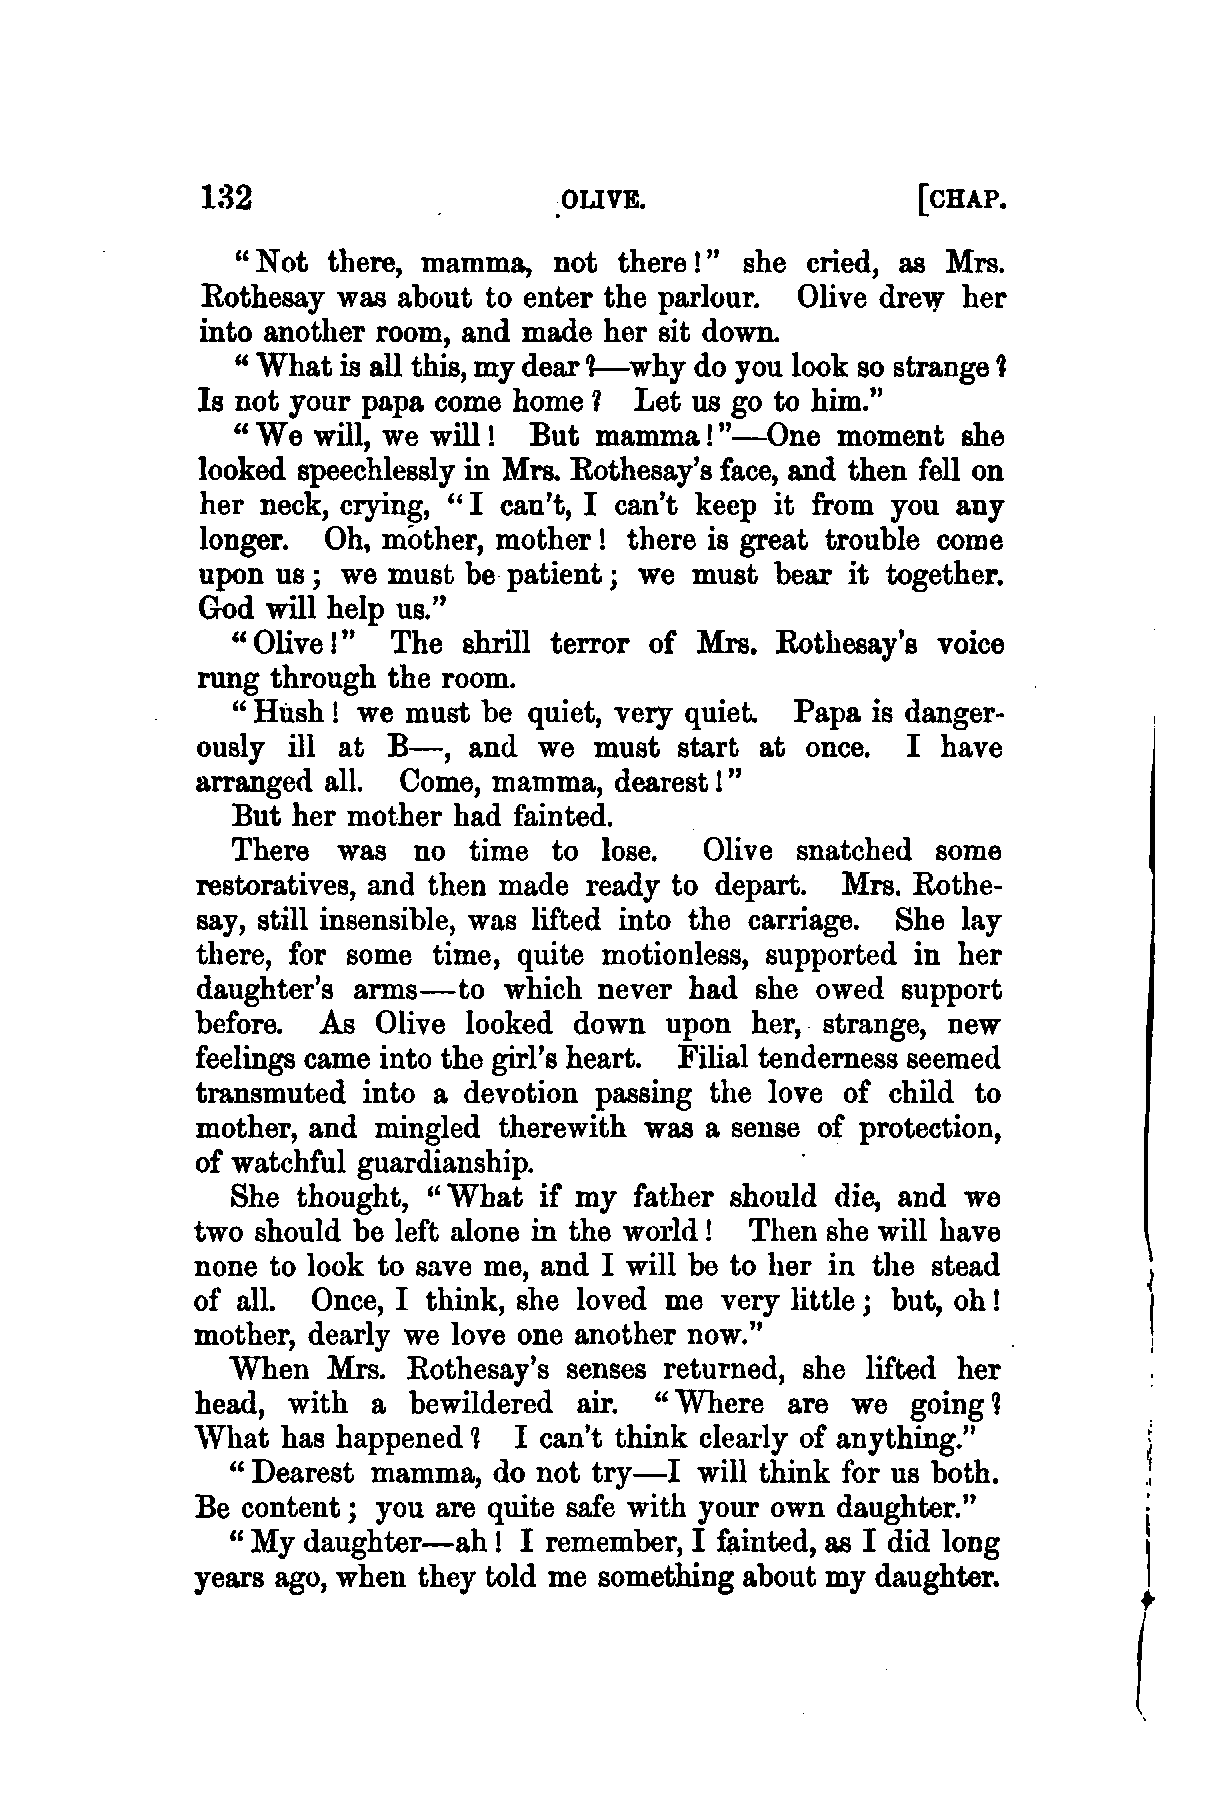 132 OLIVE. [CHAP.
"Not there, mamma, not there!" she cried, as Mrs.
Rothesay was about to enter the parlour. Olive drew her
into another room, and made her sit down.
"What is all this, my dear?—why do you look so strange?
Is not your papa come home? Let us go to him."
"We will, we will! But mamma!"—One moment she
looked speechlessly in Mrs. Rothesay's face, and then fell on
her neck, crying, "I can't, I can't keep it from you any
longer. Oh, mother, mother! there is great trouble come
upon us; we must be patient; we must bear it together.
God will help us."
"Olive!" The shrill terror of Mrs. Rothesay's voice
rung through the room.
"Hush! we must be quiet, very quiet. Papa is danger-
ously ill at B—, and we must start at once. I have
arranged all. Come, mamma, dearest!"
But her mother had fainted.
There was no time to lose. Olive snatched some
restoratives, and then made ready to depart. Mrs. Rothe-
say, still insensible, was lifted into the carriage. She lay
there, for some time, quite motionless, supported in her
daughter's arms—to which never had she owed support
before. As Olive looked down upon her, strange, new
feelings came into the girl's heart. Filial tenderness seemed
transmuted into a devotion passing the love of child to
mother, and mingled therewith was a sense of protection,
of watchful guardianship.
She thought, "What if my father should die, and we
two should be left alone in the world! Then she will have
none to look to save me, and I will be to her in the stead
of all. Once, I think, she loved me very little; but, oh!
mother, dearly we love one another now."
When Mrs. Rothesay's senses returned, she lifted her
head, with a bewildered air. "Where are we going?
What has happened? I can't think clearly of anything."
"Dearest mamma, do not try—I will think for us both.
Be content; you are quite safe with your own daughter."
"My daughter—ah! I remember, I fainted, as I did long
years ago, when they told me something about my daughter.